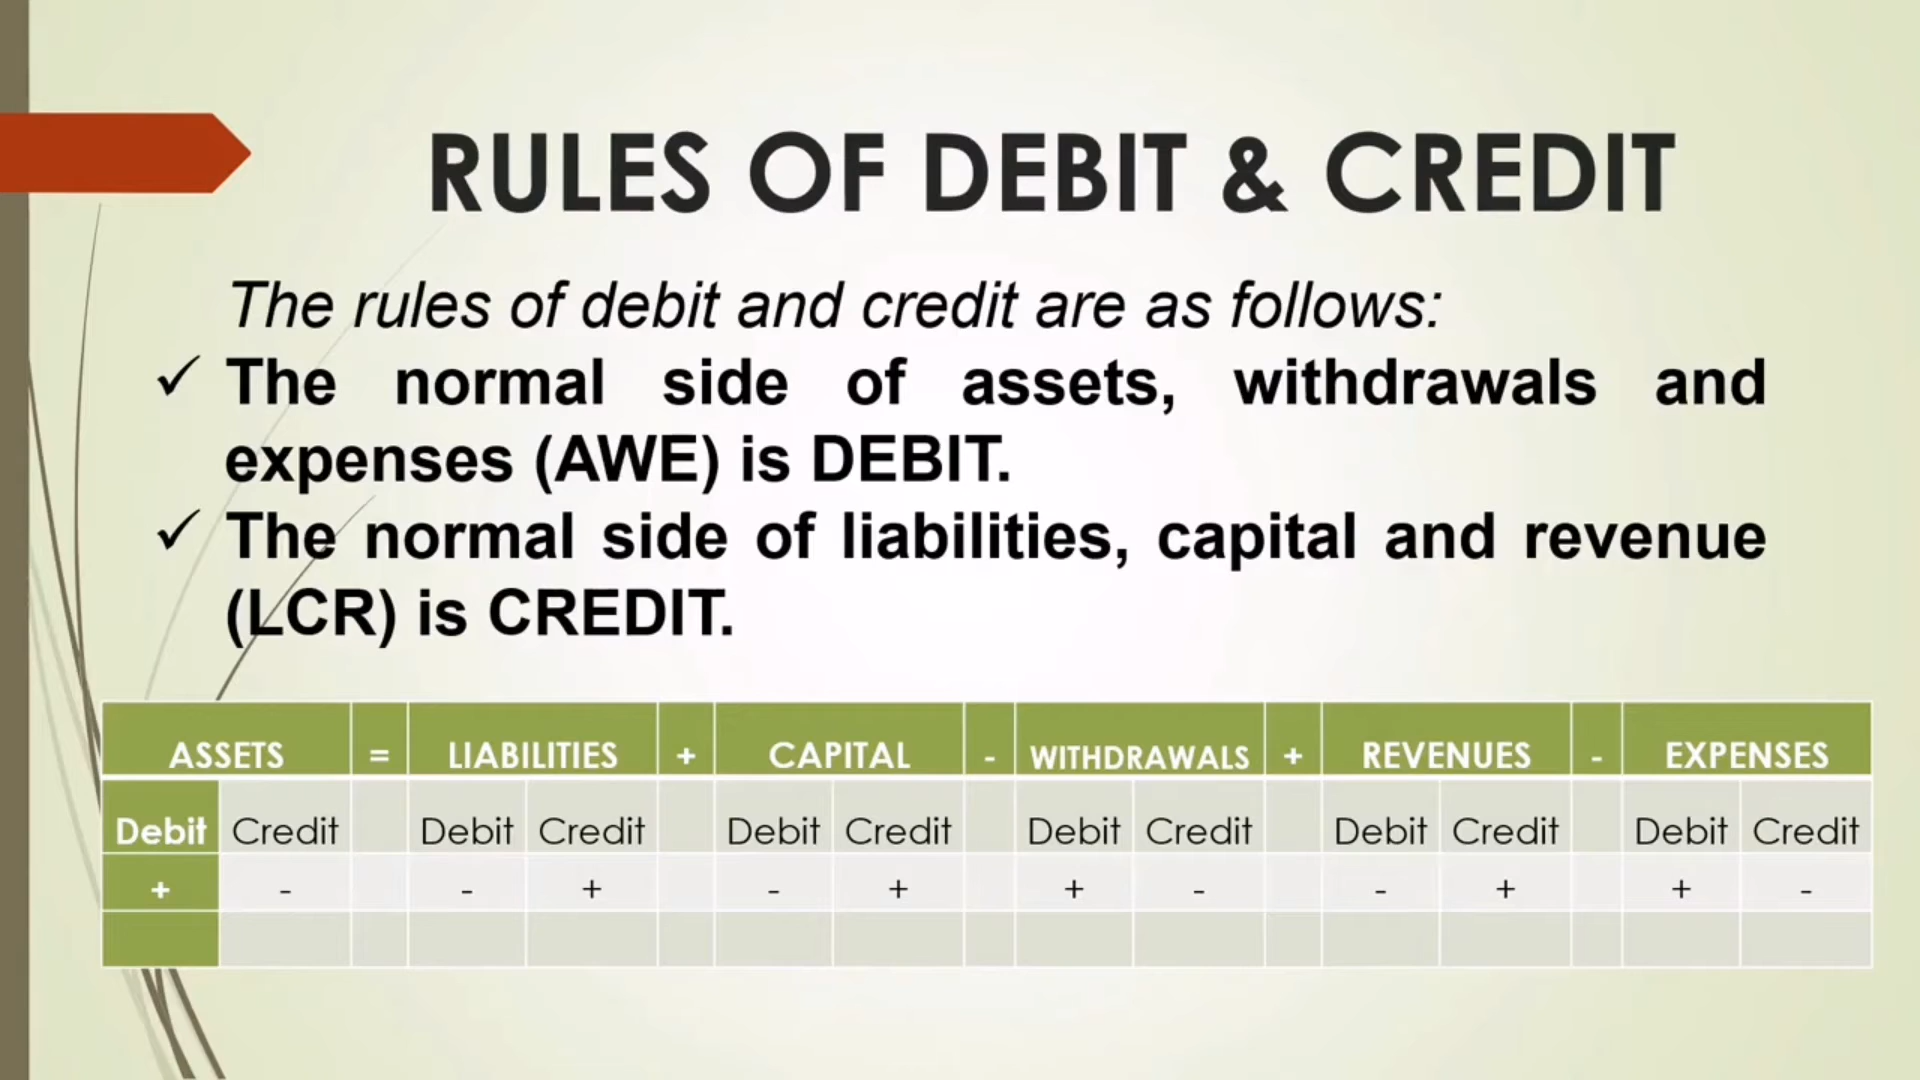 RULES OF DEBIT & CREDIT
The rules of debit and credit are as follows:
✓ The normal side of assets, withdrawals and
expenses (AWE) is DEBIT.
✓ The normal side of liabilities, capital and revenue
(LCR) is CREDIT.
ASSETS = LIABILITIES + CAPITAL - WITHDRAWALS + REVENUES - EXPENSES
Debit Credit Debit Credit Debit Credit Debit Credit Debit Credit Debit Credit
+ - - + - + + - - + + -